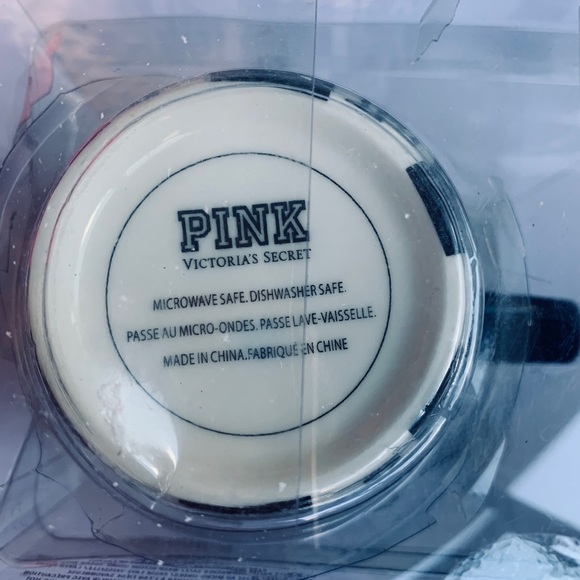 PINK
VICTORIA'S SECRET
MICROWAVE SAFE. DISHWASHER SAFE.
PASSE AU MICRO-ONDES. PASSE LAVE-VAISSELLE.
MADE IN CHINA.FABRIQUÉ EN CHINE